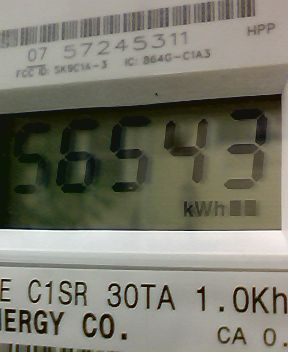 07 57245311
HPP
FCC ID: SK9C1A-3 IC: 864G-C1A3
56543
kWh
E C1SR 30TA 1.0Kh
NERGY CO.
CA 0.